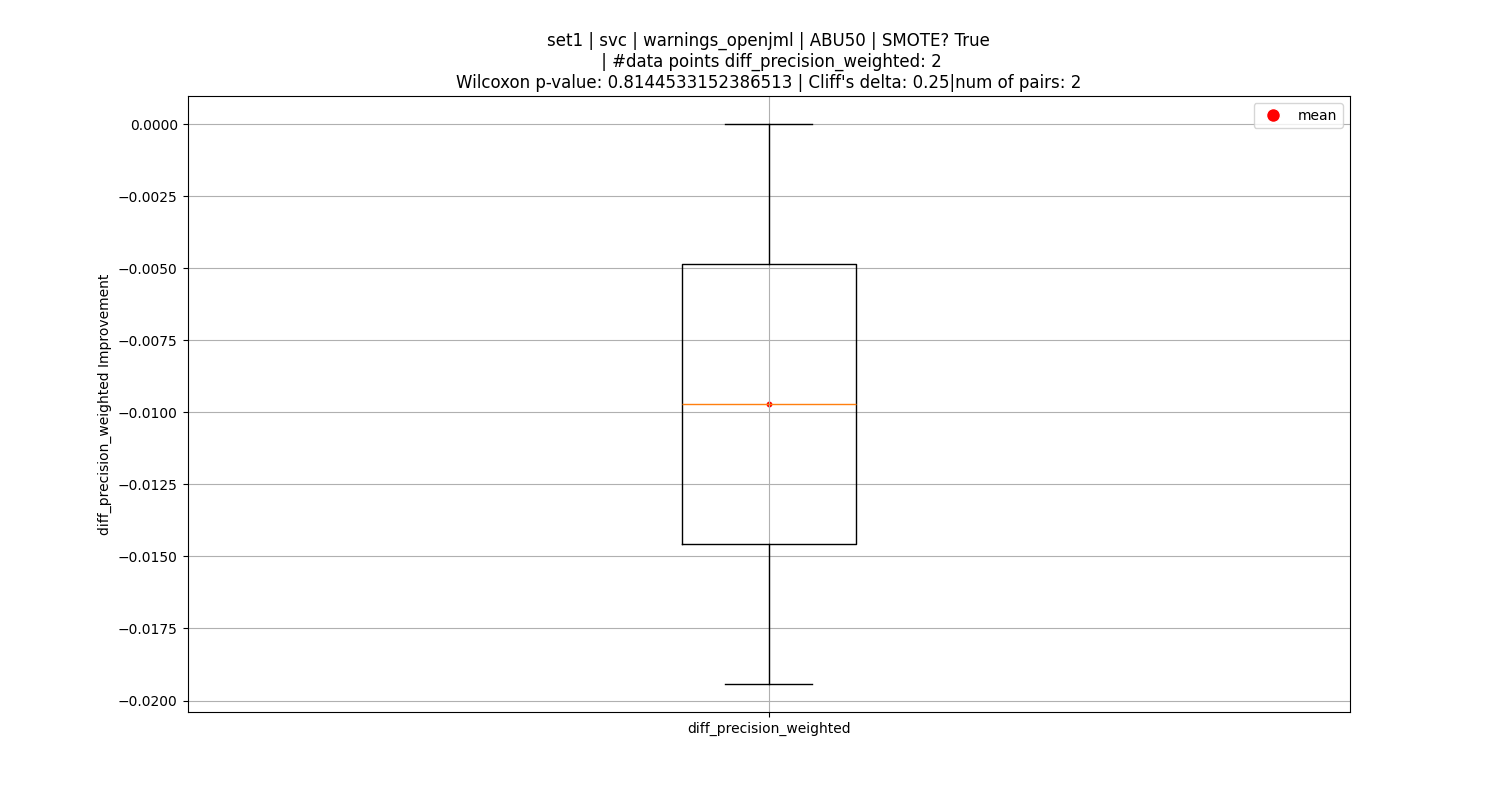 set1 | svc | warnings_openjml | ABU50 | SMOTE? True
| #data points diff_precision_weighted: 2
Wilcoxon p-value: 0.8144533152386513 | Cliff's delta: 0.25|num of pairs: 2
mean
0.0000
−0.0025
−0.0050
−0.0075
−0.0100
−0.0125
−0.0150
−0.0175
−0.0200
diff_precision_weighted Improvement
diff_precision_weighted